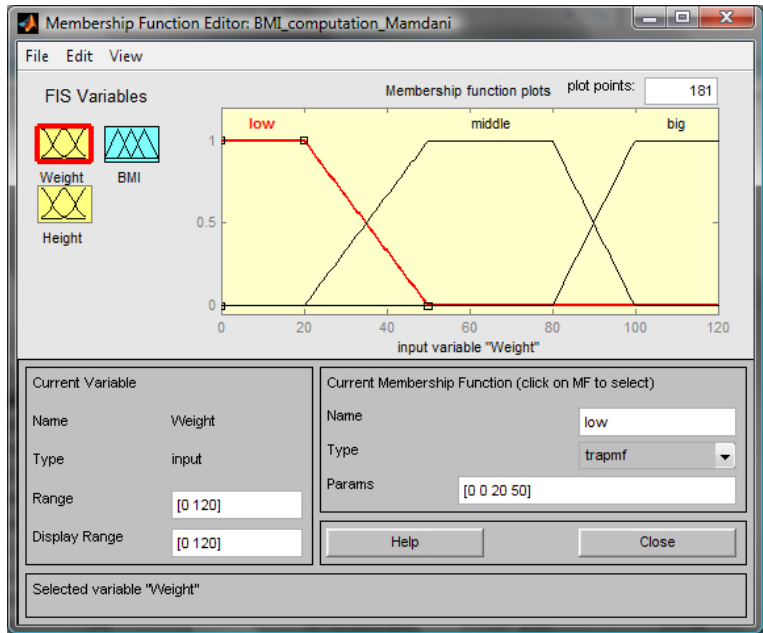 Membership Function Editor: BMI_computation_Mamdani
File Edit View
FIS Variables
Membership function plots plot points: 181
low middle big
1
0.5
0
0 20 40 60 80 100 120
input variable "Weight"
Weight BMI
Height
Current Variable
Name Weight
Type input
Range [0 120]
Display Range [0 120]
Current Membership Function (click on MF to select)
Name low
Type trapmf
Params [0 0 20 50]
Help Close
Selected variable "Weight"